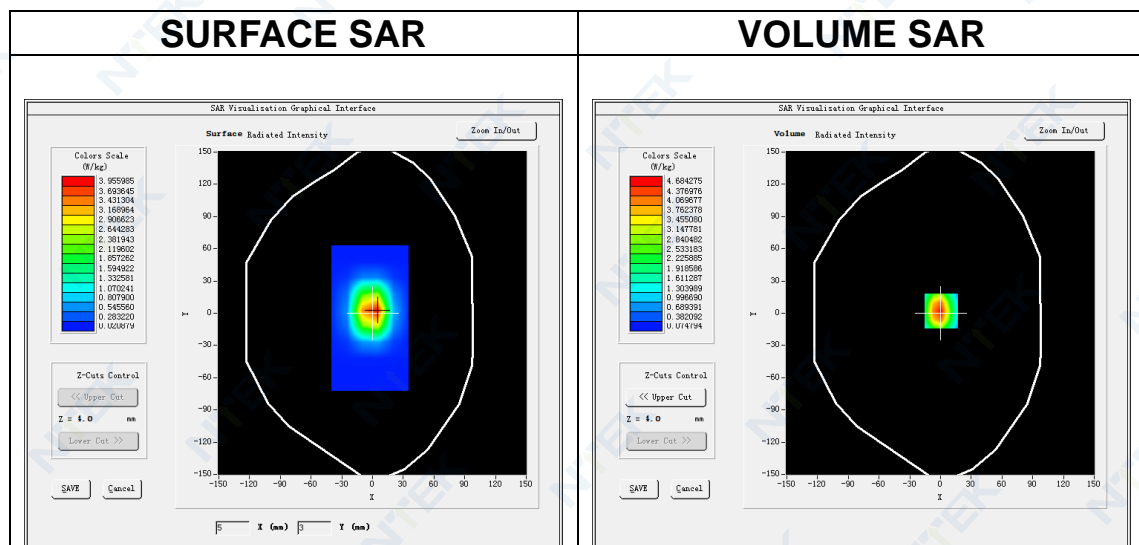 SURFACE SAR
VOLUME SAR
SAR Visualisation Graphical Interface
Surface Radiated Intensity
Zoom In/Out
Colors Scale
(W/kg)
3.955985
3.693645
3.431304
3.168964
2.906623
2.644283
2.381943
2.119602
1.857262
1.594922
1.332581
1.070241
0.807900
0.545560
0.283220
0.020879
Z-Cuts Control
<< Upper Cut
Z = 4.0 mm
Lower Cut >>
SAVE
Cancel
150
120
90
60
30
0
-30
-60
-90
-120
-150
Y
-150 -120 -90 -60 -30 0 30 60 90 120 150
X
5 X (mm) 3 Y (mm)
SAR Visualisation Graphical Interface
Volume Radiated Intensity
Zoom In/Out
Colors Scale
(W/kg)
4.684275
4.376976
4.069677
3.762378
3.455080
3.147781
2.840482
2.533183
2.225885
1.918586
1.611287
1.303989
0.996690
0.689391
0.382092
0.074794
Z-Cuts Control
<< Upper Cut
Z = 4.0 mm
Lower Cut >>
SAVE
Cancel
150
120
90
60
30
0
-30
-60
-90
-120
-150
Y
-150 -120 -90 -60 -30 0 30 60 90 120 150
X
NTEK